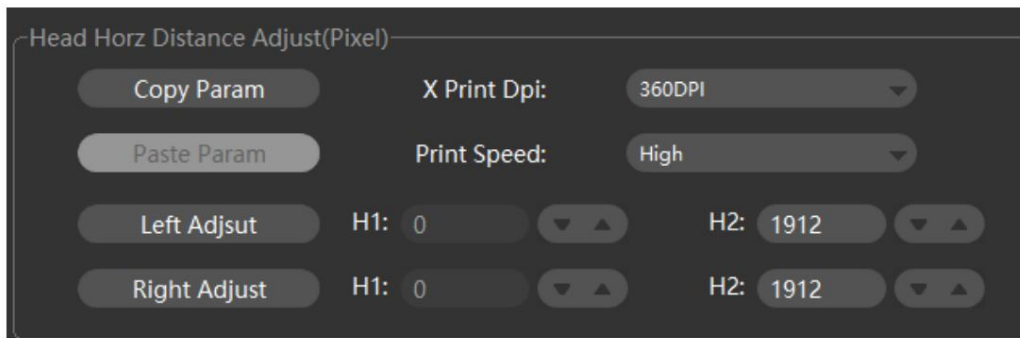 Head Horz Distance Adjust(Pixel)
Copy Param X Print Dpi: 360DPI
Paste Param Print Speed: High
Left Adjsut H1: 0 H2: 1912
Right Adjust H1: 0 H2: 1912